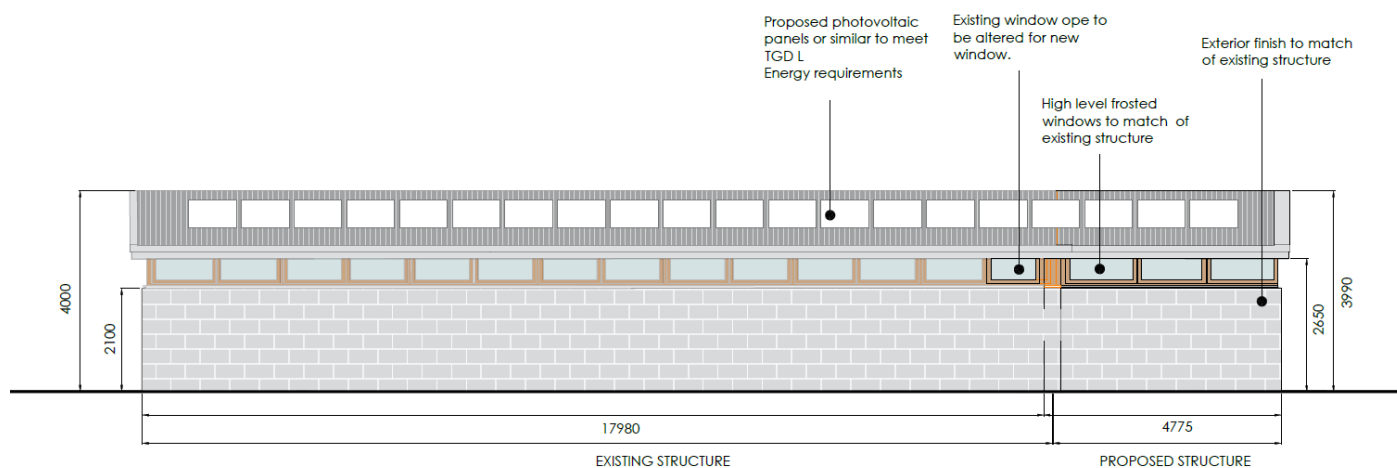 Proposed photovoltaic
panels or similar to meet
TGD L
Energy requirements
Existing window ope to
be altered for new
window.
Exterior finish to match
of existing structure
High level frosted
windows to match of
existing structure
4000
2100
2650
3990
17980
4775
EXISTING STRUCTURE
PROPOSED STRUCTURE